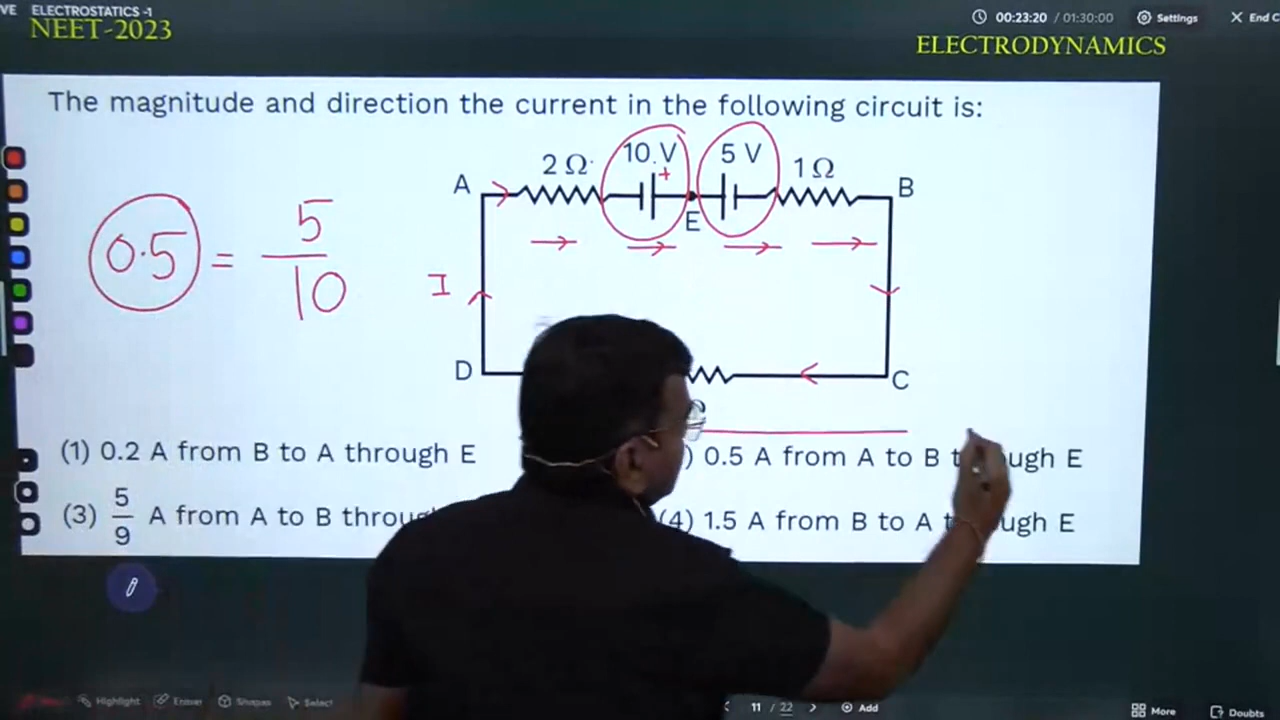 VE ELECTROSTATICS -1
NEET-2023
00:23:20 / 01:30:00 Settings X End C
ELECTRODYNAMICS
The magnitude and direction the current in the following circuit is:
2 Ω 10 V + 5 V 1 Ω
A B
E
0.5 = 5/10
I
D C
(1) 0.2 A from B to A through E
) 0.5 A from A to B through E
(3) 5/9 A from A to B
(4) 1.5 A from B to A through E
Highlight Eraser Shapes Select
< 11 / 22 > Add
More Doubts